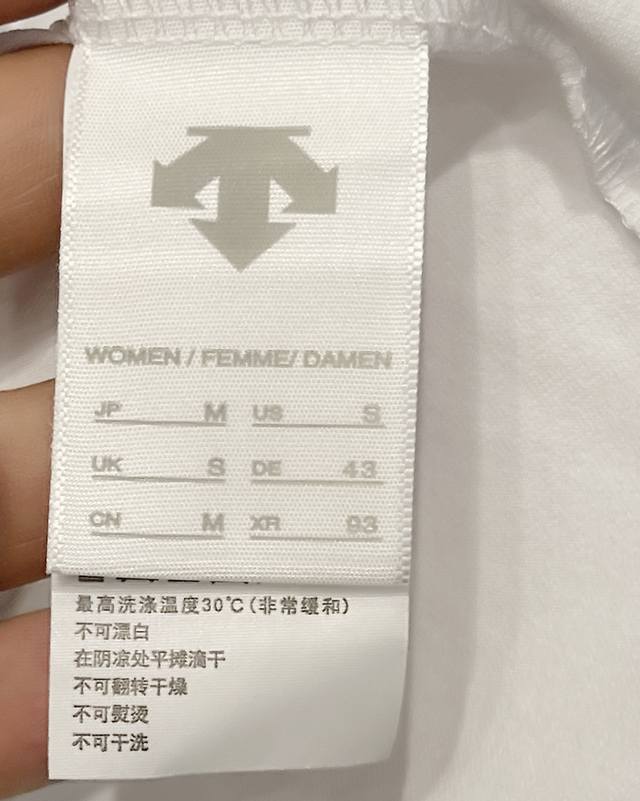 WOMEN / FEMME/ DAMEN
JP M US S
UK S DE 43
CN M XR 93
最高洗涤温度30℃(非常缓和)
不可漂白
在阴凉处平摊滴干
不可翻转干燥
不可熨烫
不可干洗